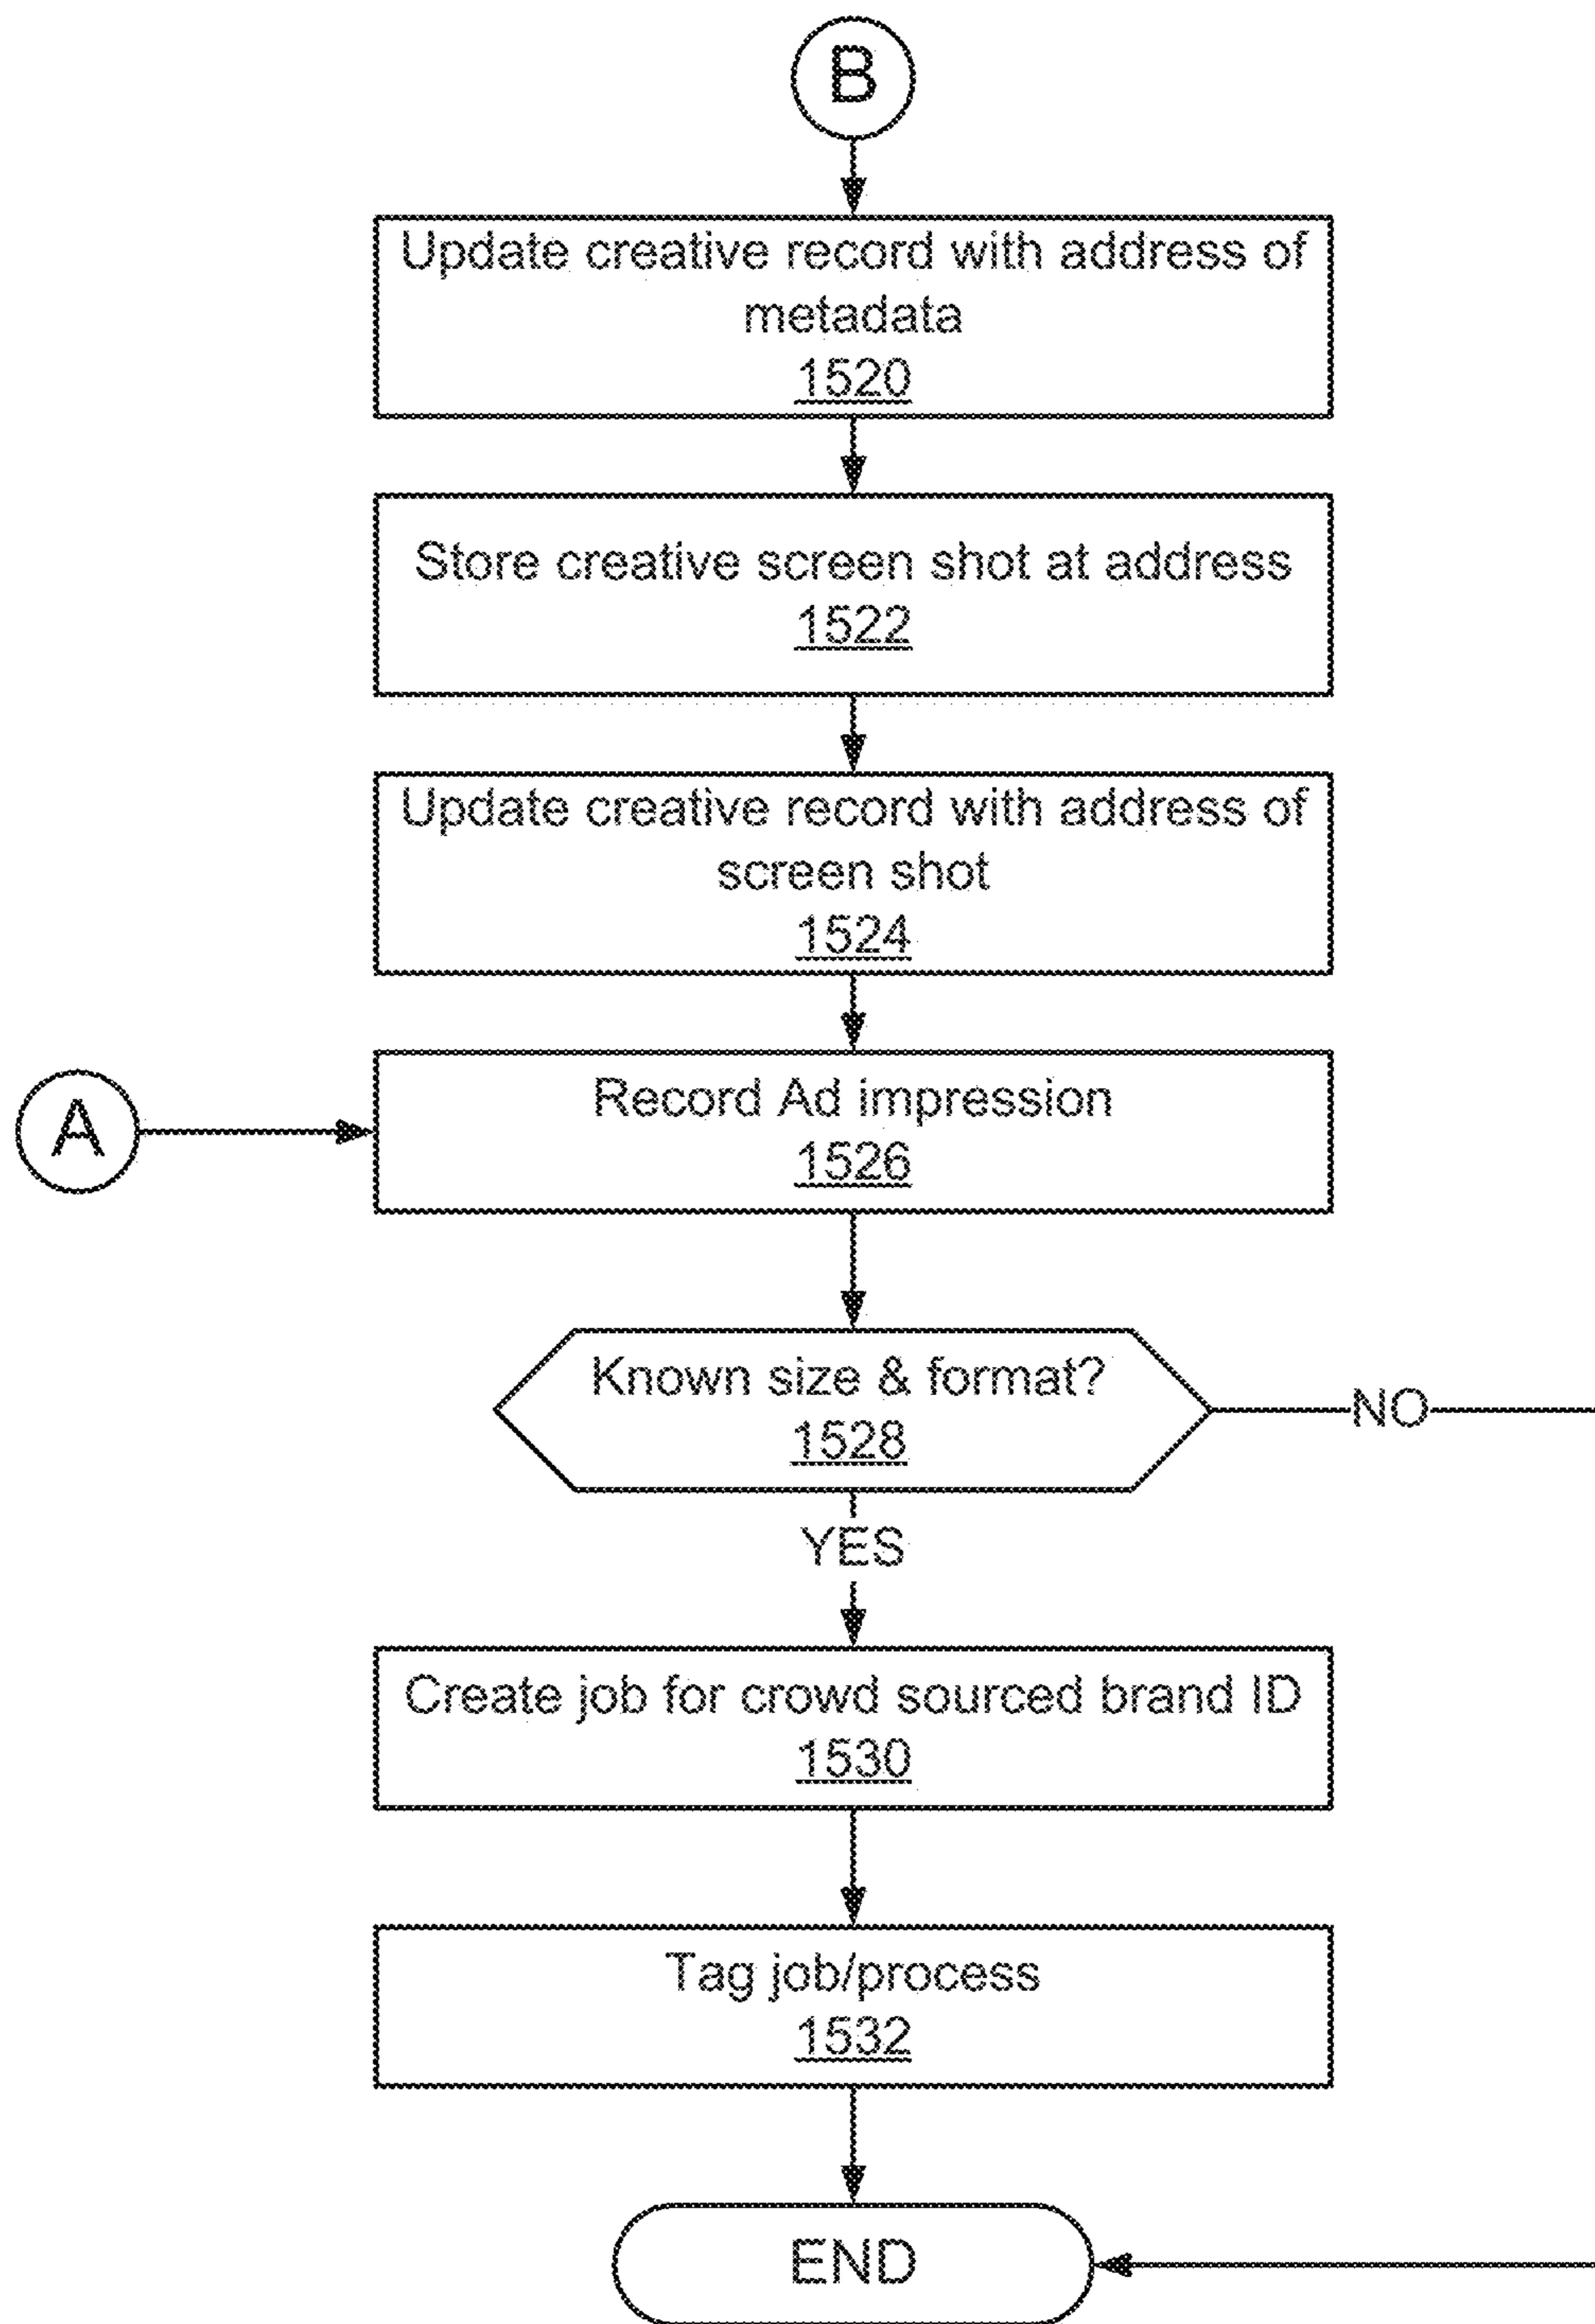 B
Update creative record with address of
metadata
1520
Store creative screen shot at address
1522
Update creative record with address of
screen shot
1524
A
Record Ad impression
1526
Known size & format?
1528
NO
YES
Create job for crowd sourced brand ID
1530
Tag job/process
1532
END